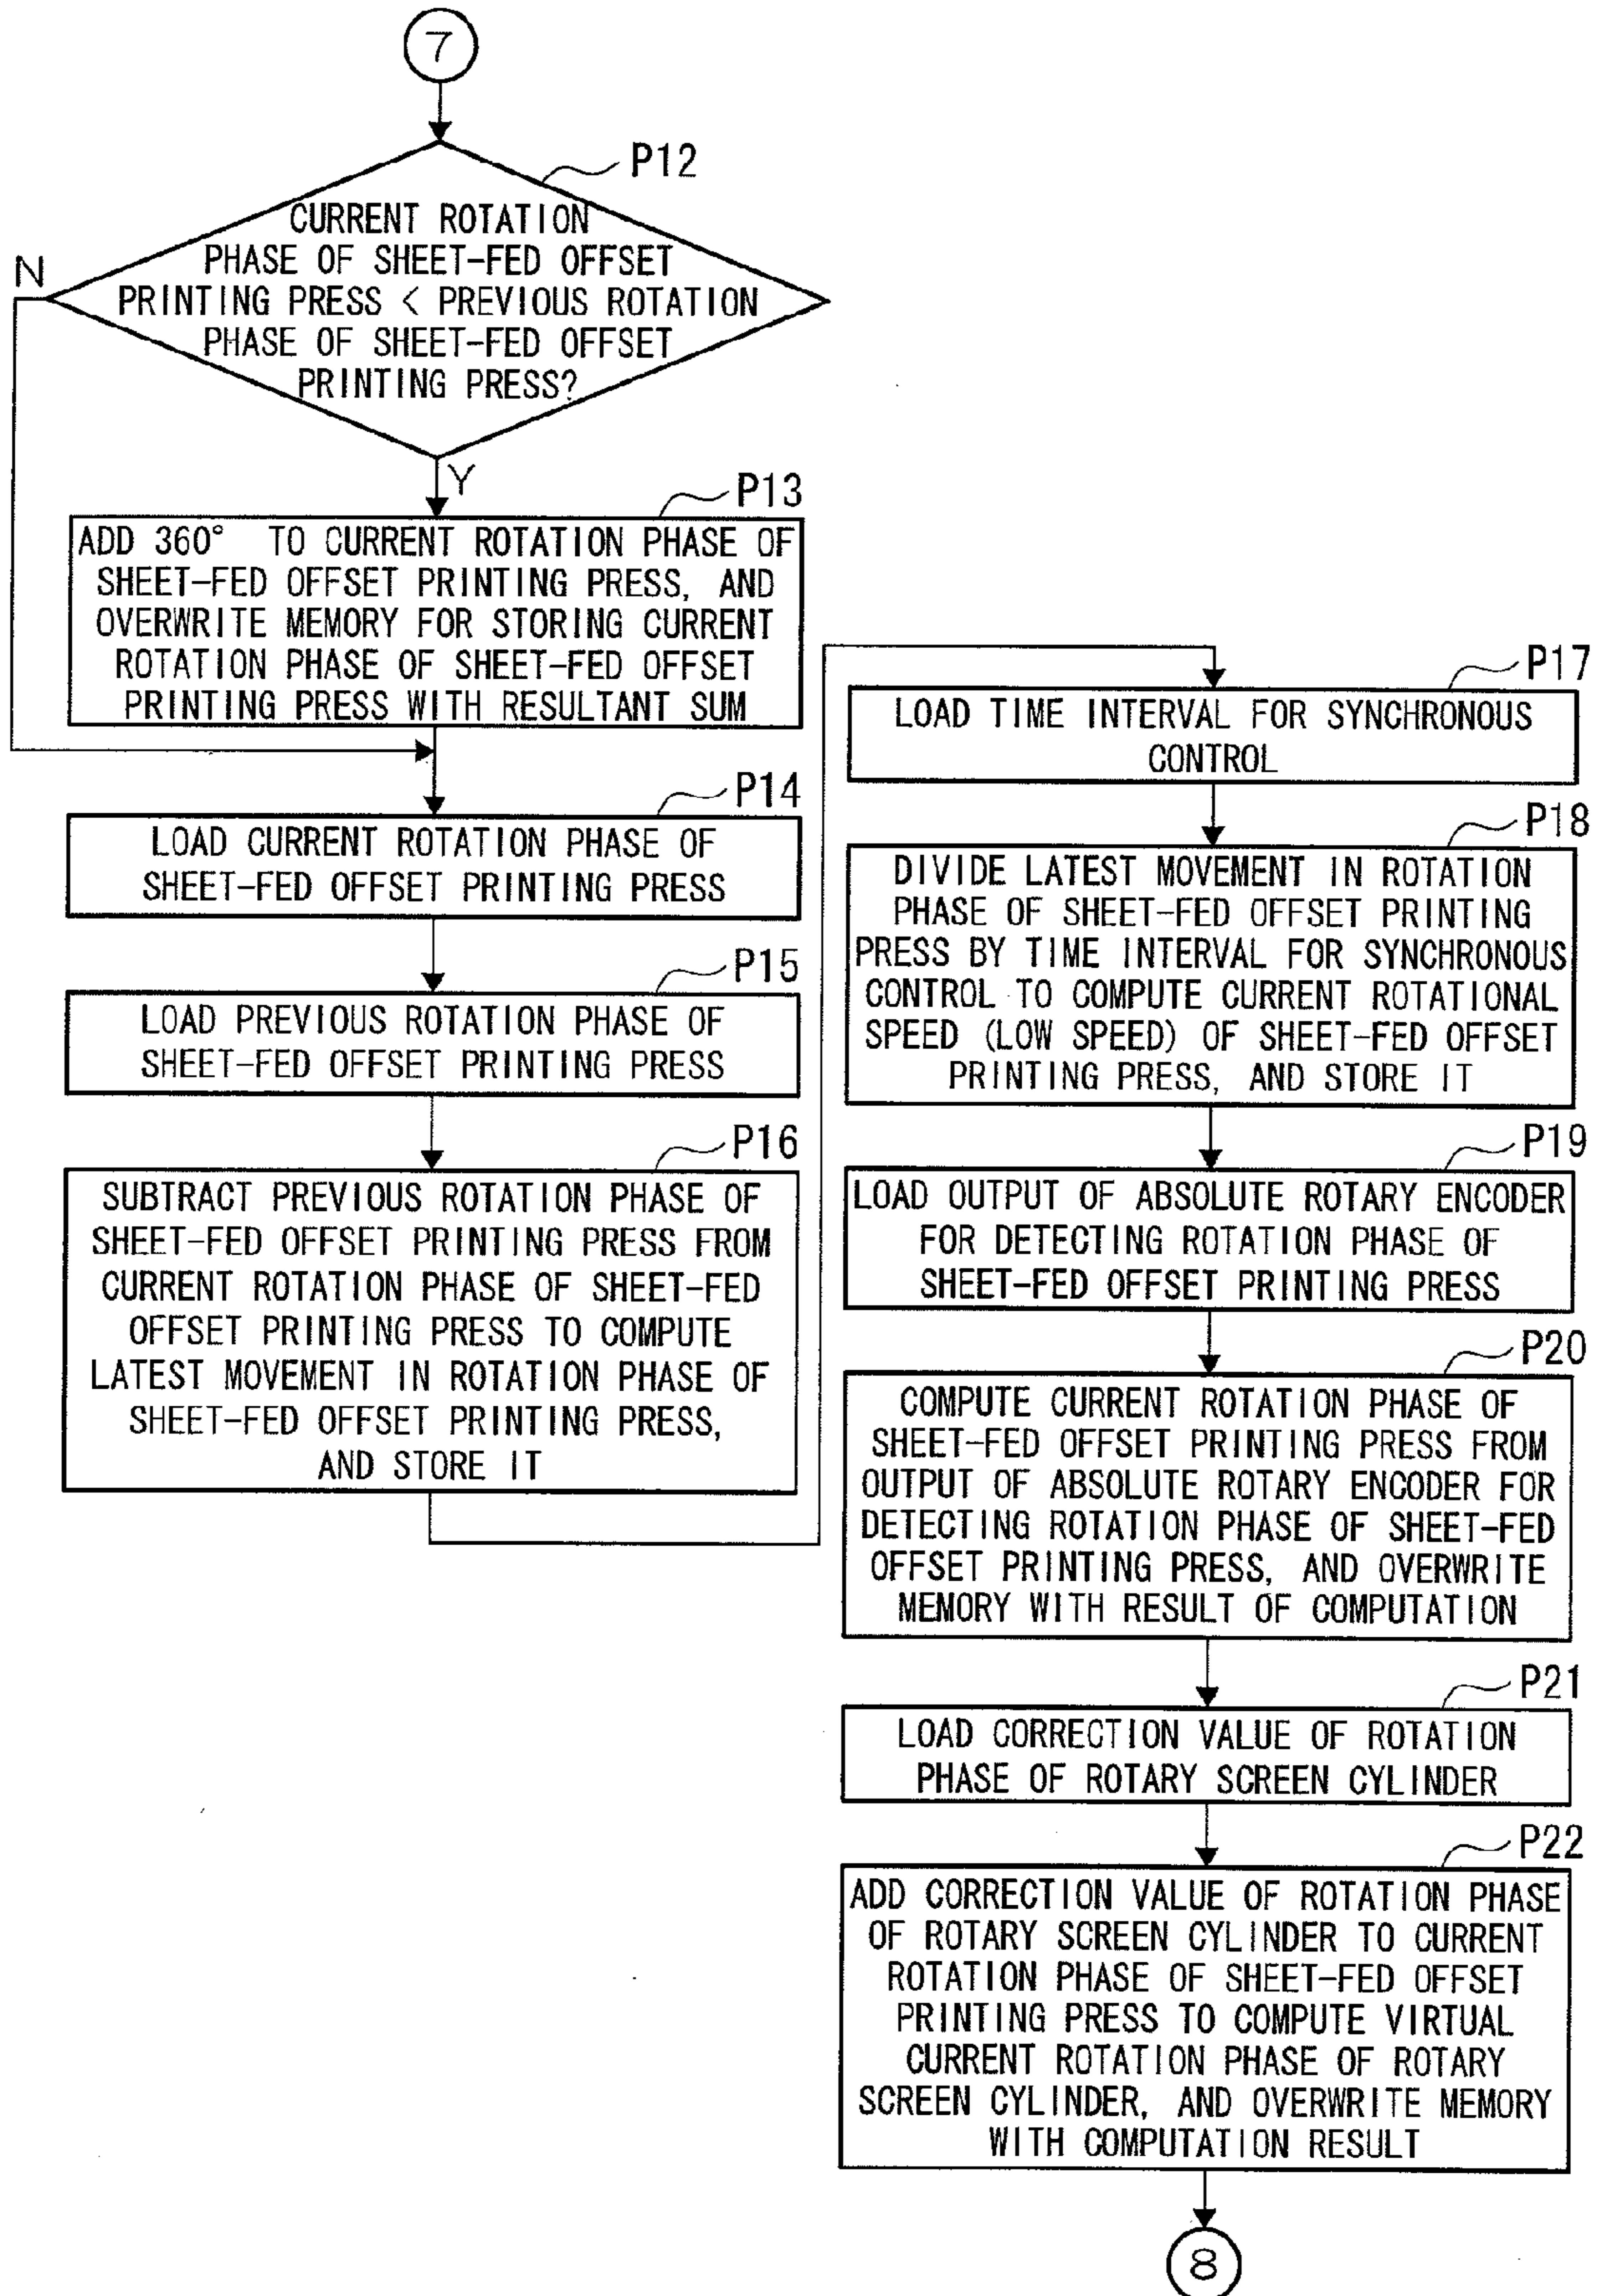 7
P12
CURRENT ROTATION
PHASE OF SHEET-FED OFFSET
PRINTING PRESS < PREVIOUS ROTATION
PHASE OF SHEET-FED OFFSET
PRINTING PRESS?
N
Y
P13
ADD 360° TO CURRENT ROTATION PHASE OF
SHEET-FED OFFSET PRINTING PRESS, AND
OVERWRITE MEMORY FOR STORING CURRENT
ROTATION PHASE OF SHEET-FED OFFSET
PRINTING PRESS WITH RESULTANT SUM
P14
LOAD CURRENT ROTATION PHASE OF
SHEET-FED OFFSET PRINTING PRESS
P15
LOAD PREVIOUS ROTATION PHASE OF
SHEET-FED OFFSET PRINTING PRESS
P16
SUBTRACT PREVIOUS ROTATION PHASE OF
SHEET-FED OFFSET PRINTING PRESS FROM
CURRENT ROTATION PHASE OF SHEET-FED
OFFSET PRINTING PRESS TO COMPUTE
LATEST MOVEMENT IN ROTATION PHASE OF
SHEET-FED OFFSET PRINTING PRESS,
AND STORE IT
P17
LOAD TIME INTERVAL FOR SYNCHRONOUS
CONTROL
P18
DIVIDE LATEST MOVEMENT IN ROTATION
PHASE OF SHEET-FED OFFSET PRINTING
PRESS BY TIME INTERVAL FOR SYNCHRONOUS
CONTROL TO COMPUTE CURRENT ROTATIONAL
SPEED (LOW SPEED) OF SHEET-FED OFFSET
PRINTING PRESS, AND STORE IT
P19
LOAD OUTPUT OF ABSOLUTE ROTARY ENCODER
FOR DETECTING ROTATION PHASE OF
SHEET-FED OFFSET PRINTING PRESS
P20
COMPUTE CURRENT ROTATION PHASE OF
SHEET-FED OFFSET PRINTING PRESS FROM
OUTPUT OF ABSOLUTE ROTARY ENCODER FOR
DETECTING ROTATION PHASE OF SHEET-FED
OFFSET PRINTING PRESS, AND OVERWRITE
MEMORY WITH RESULT OF COMPUTATION
P21
LOAD CORRECTION VALUE OF ROTATION
PHASE OF ROTARY SCREEN CYLINDER
P22
ADD CORRECTION VALUE OF ROTATION PHASE
OF ROTARY SCREEN CYLINDER TO CURRENT
ROTATION PHASE OF SHEET-FED OFFSET
PRINTING PRESS TO COMPUTE VIRTUAL
CURRENT ROTATION PHASE OF ROTARY
SCREEN CYLINDER, AND OVERWRITE MEMORY
WITH COMPUTATION RESULT
8